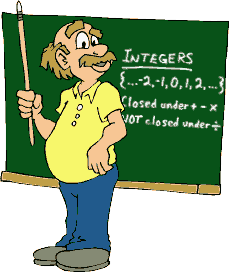 INTEGERS
{...-2,-1,0,1,2,...}
Closed under + - ×
NOT closed under ÷